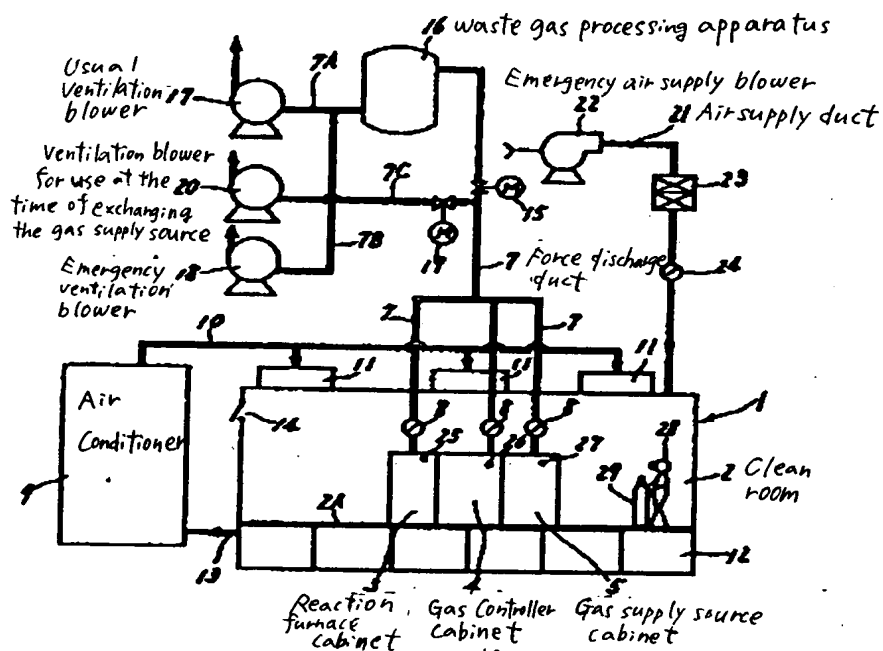 16 waste gas processing apparatus
Usual
ventilation
blower 17
7A
Emergency air supply blower
22
21 Air supply duct
Ventilation blower
for use at the 20
time of exchanging
the gas supply source
7C
23
15
19
7B
18
Emergency
ventilation
blower
7 Force discharge
duct
24
7
7
10
11
11
11
Air
Conditioner
14
8
8
8
1
25
26
27
28
29
2 Clean
room
9
2A
13
12
3
4
5
Reaction
furnace
cabinet
Gas Controller
cabinet
Gas supply source
cabinet